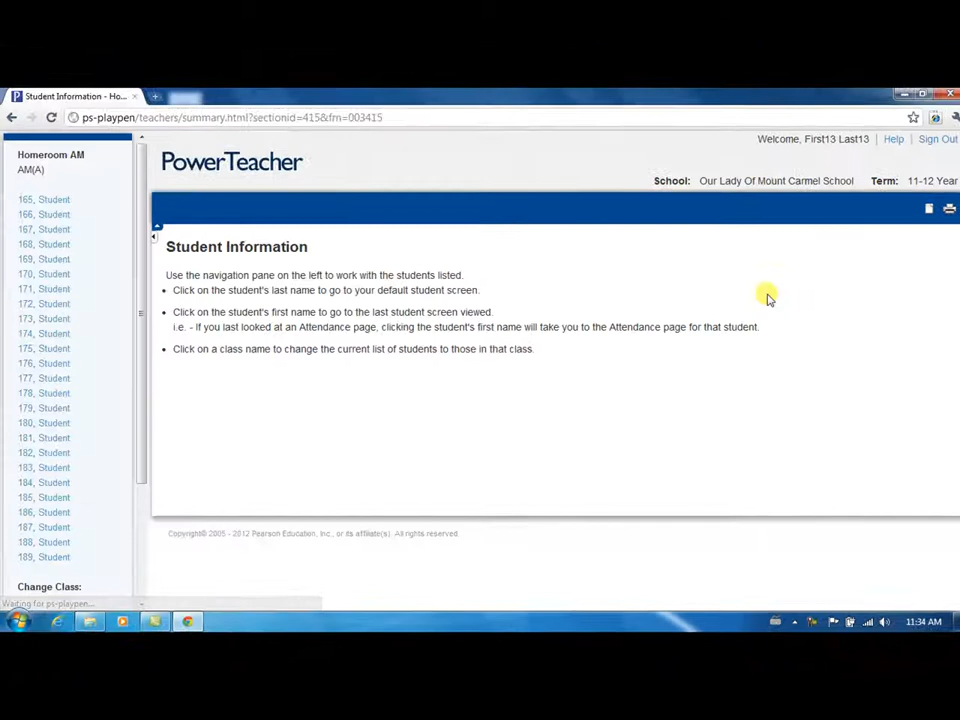 Student Information - Ho...
ps-playpen/teachers/summary.html?sectionid=415&frn=003415
Homeroom AM
AM(A)
165, Student
166, Student
167, Student
168, Student
169, Student
170, Student
171, Student
172, Student
173, Student
174, Student
175, Student
176, Student
177, Student
178, Student
179, Student
180, Student
181, Student
182, Student
183, Student
184, Student
185, Student
186, Student
187, Student
188, Student
189, Student
Change Class:
Waiting for ps-playpen...
Welcome, First13 Last13 | Help | Sign Out
PowerTeacher
School: Our Lady Of Mount Carmel School Term: 11-12 Year
Student Information
Use the navigation pane on the left to work with the students listed.
• Click on the student's last name to go to your default student screen.
• Click on the student's first name to go to the last student screen viewed.
i.e. - If you last looked at an Attendance page, clicking the student's first name will take you to the Attendance page for that student.
• Click on a class name to change the current list of students to those in that class.
Copyright© 2005 - 2012 Pearson Education, Inc., or its affiliate(s). All rights reserved.
11:34 AM